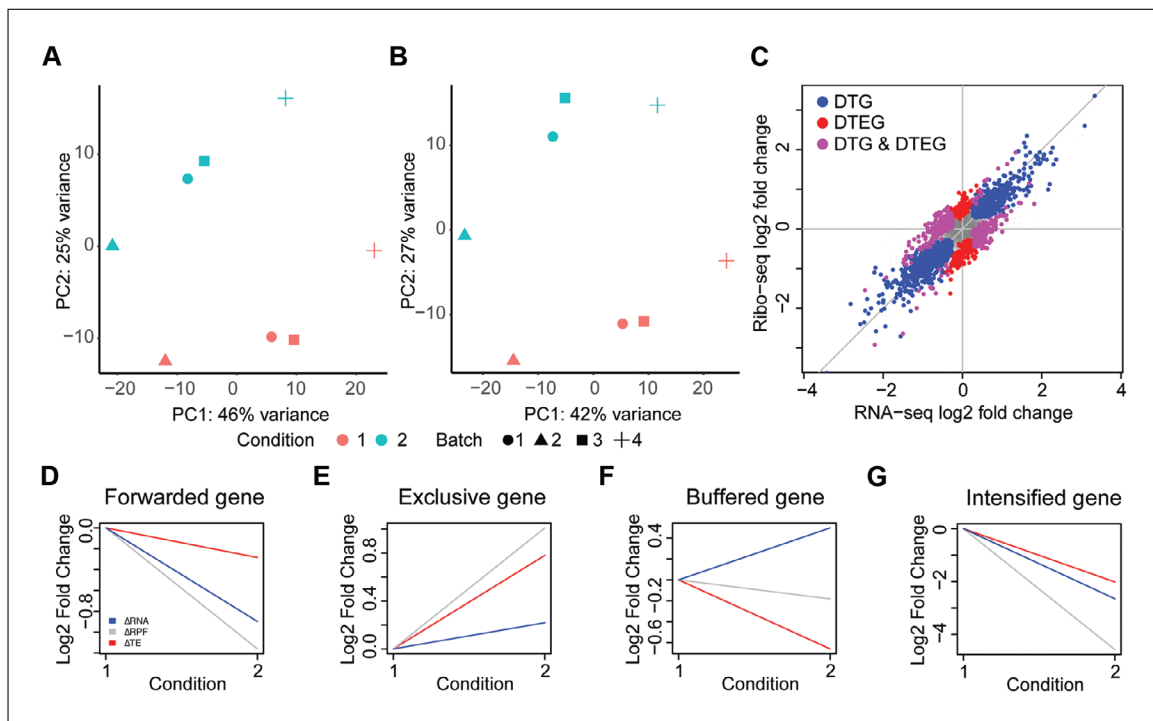 A
PC2: 25% variance
10
0
−10
−20
−10
0
10
20
PC1: 46% variance
B
PC2: 27% variance
10
0
−10
−20
−10
0
10
20
PC1: 42% variance
Condition 1 2 Batch 1 2 3 4
C
DTG
DTEG
DTG & DTEG
Ribo−seq log2 fold change
2
0
−2
−4
−2
0
2
4
RNA−seq log2 fold change
D
Forwarded gene
Log2 Fold Change
0.0
−0.8
ΔRNA
ΔRPF
ΔTE
1
2
Condition
E
Exclusive gene
Log2 Fold Change
0.8
0.4
0.0
1
2
Condition
F
Buffered gene
Log2 Fold Change
0.4
−0.2
−0.6
1
2
Condition
G
Intensified gene
Log2 Fold Change
0
−2
−4
1
2
Condition